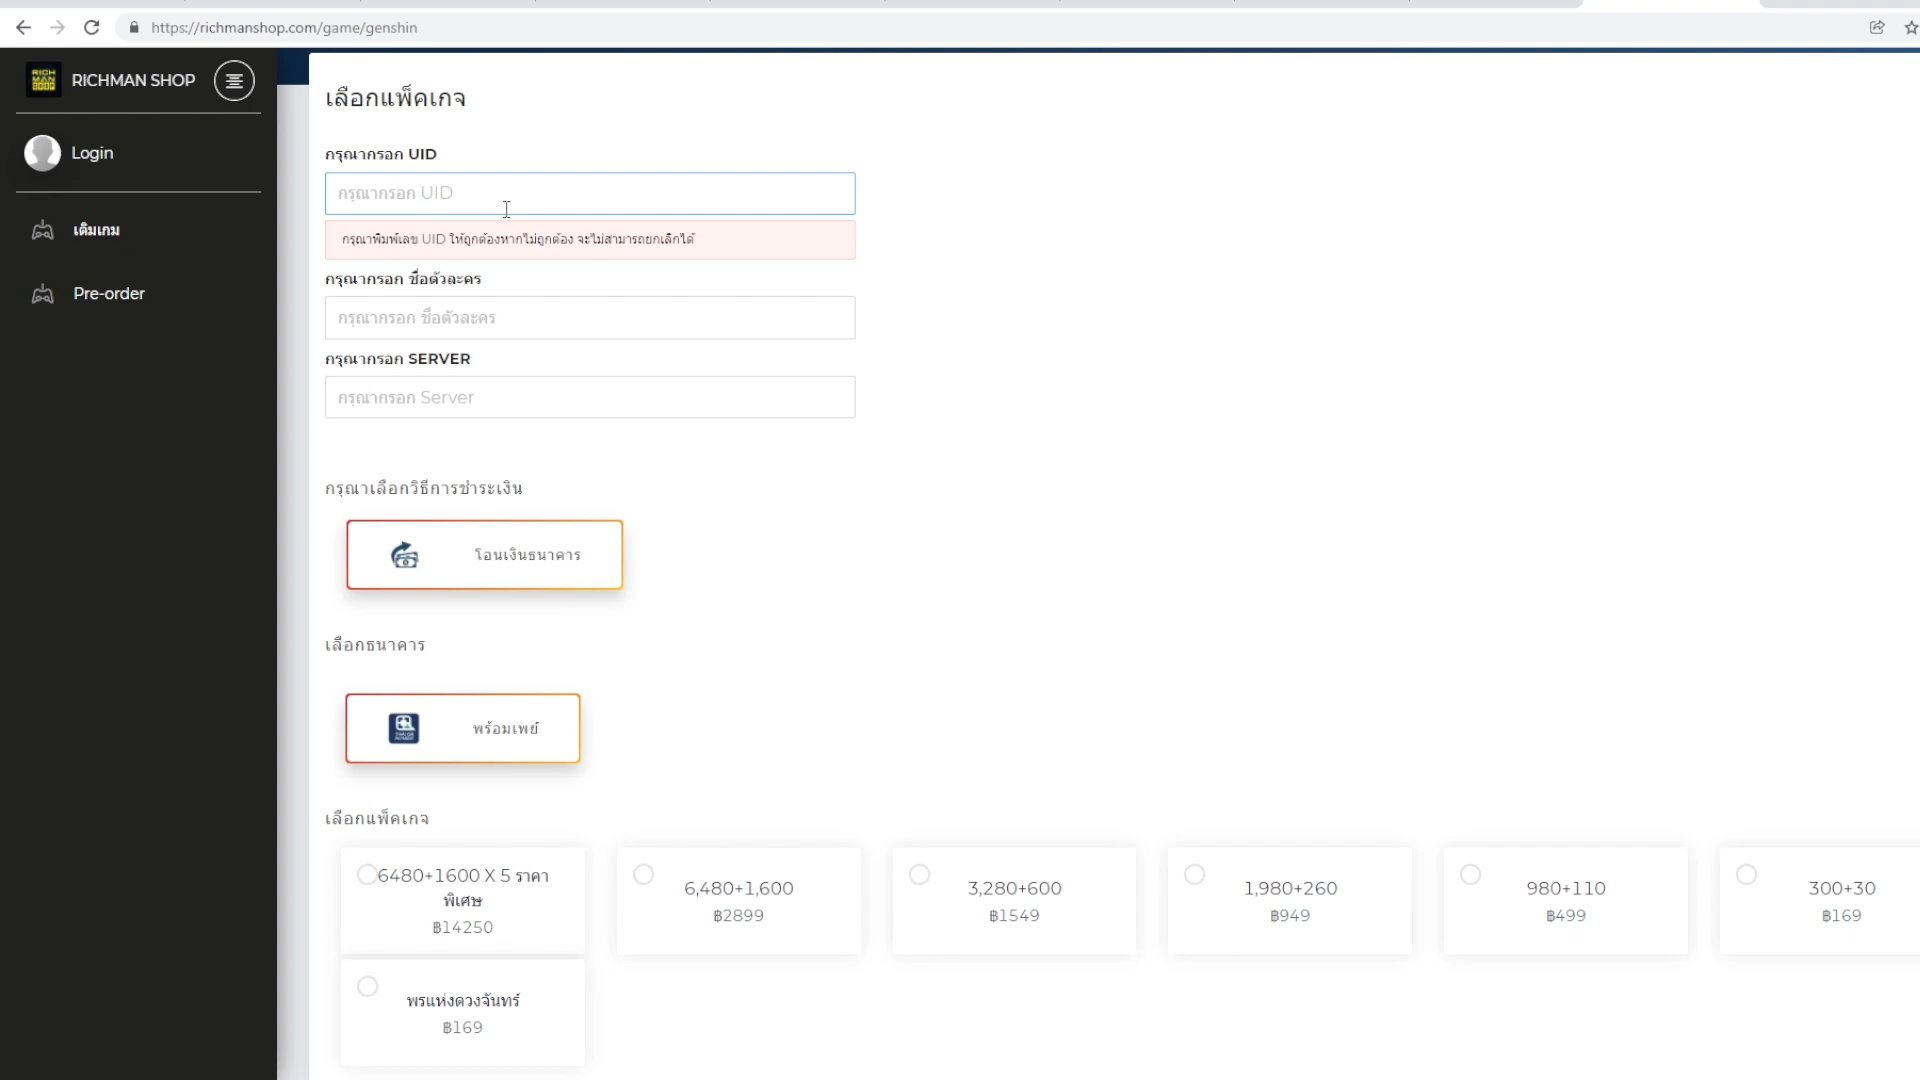 https://richmanshop.com/game/genshin
RICH
MAN
SHOP
RICHMAN SHOP
Login
เติมเกม
Pre-order
เลือกแพ็คเกจ
กรุณากรอก UID
กรุณากรอก UID
กรุณาพิมพ์เลข UID ให้ถูกต้องหากไม่ถูกต้อง จะไม่สามารถยกเลิกได้
กรุณากรอก ชื่อตัวละคร
กรุณากรอก ชื่อตัวละคร
กรุณากรอก SERVER
กรุณากรอก Server
กรุณาเลือกวิธีการชำระเงิน
โอนเงินธนาคาร
เลือกธนาคาร
พร้อมเพย์
เลือกแพ็คเกจ
6480+1600 X 5 ราคา
พิเศษ
฿14250
6,480+1,600
฿2899
3,280+600
฿1549
1,980+260
฿949
980+110
฿499
300+30
฿169
พรแห่งดวงจันทร์
฿169